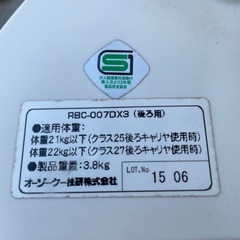 RBC-007DX3 (後ろ用)
●適用体重:
体重21kg以下(クラス25後ろキャリヤ使用時)
体重22kg以下(クラス27後ろキャリヤ使用時)
●製品重量:3.8kg
オージーケー技研株式会社
LOT.No
15 06